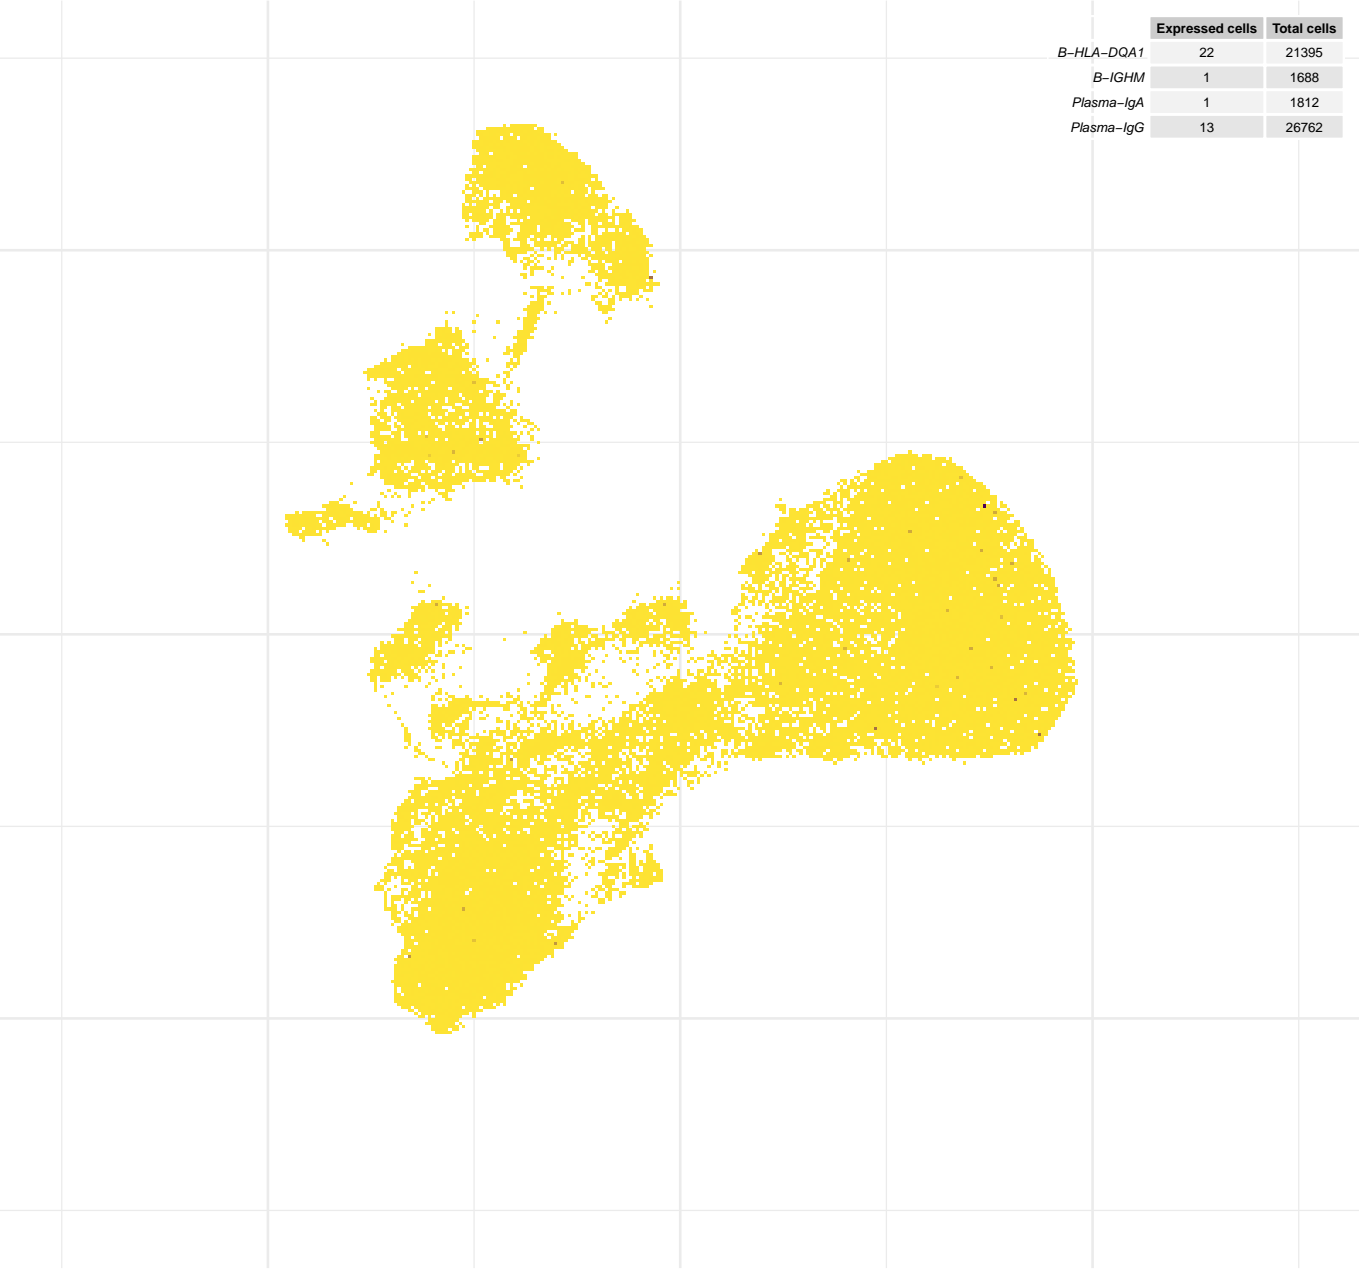 Expressed cells Total cells
B−HLA−DQA1 22 21395
B−IGHM 1 1688
Plasma−IgA 1 1812
Plasma−IgG 13 26762